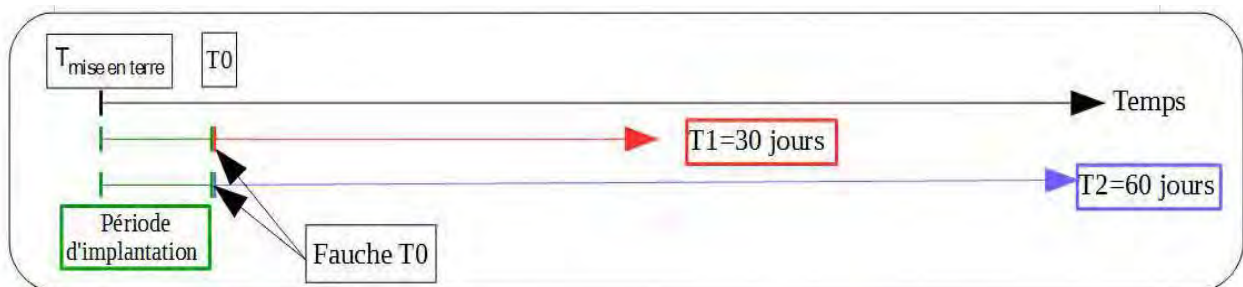 T mise en terre
T0
Temps
T1=30 jours
T2=60 jours
Période
d'implantation
Fauche T0